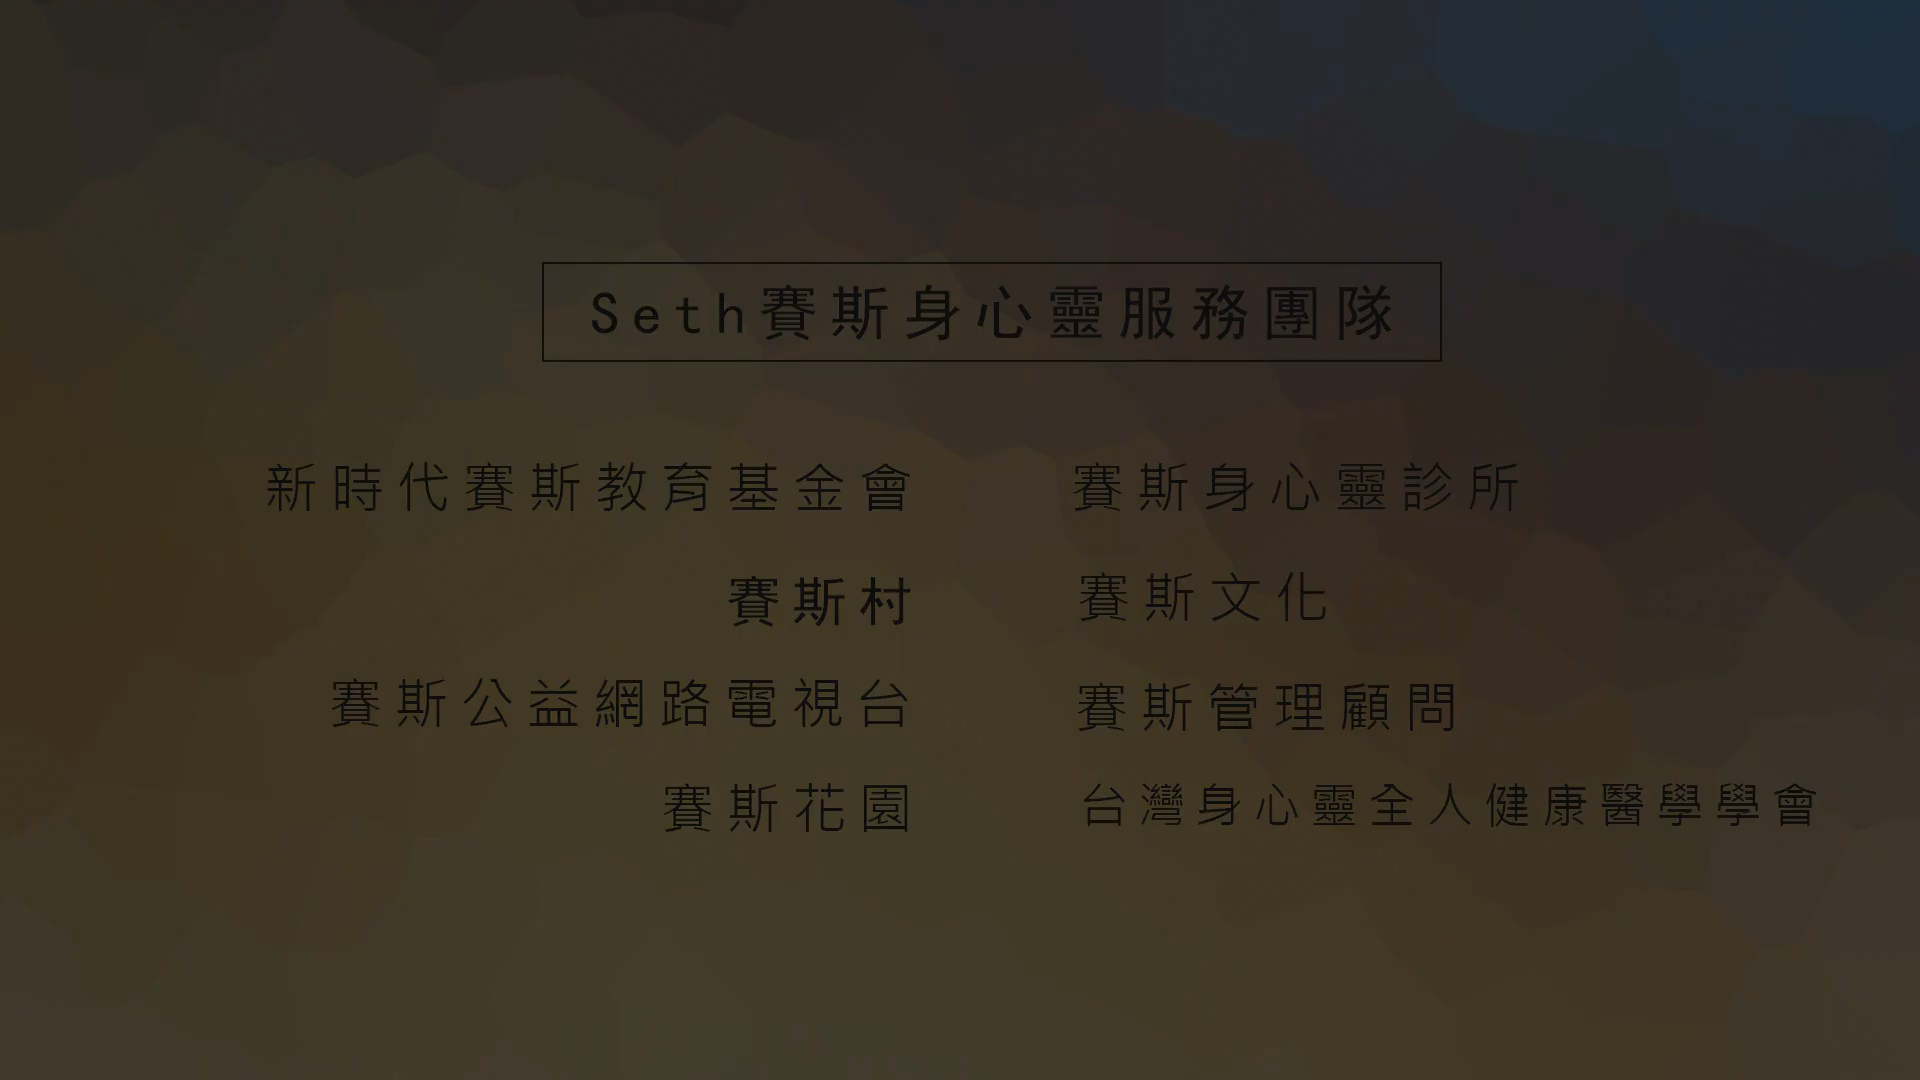 Seth賽斯身心靈服務團隊
新時代賽斯教育基金會
賽斯身心靈診所
賽斯村
賽斯文化
賽斯公益網路電視台
賽斯管理顧問
賽斯花園
台灣身心靈全人健康醫學學會